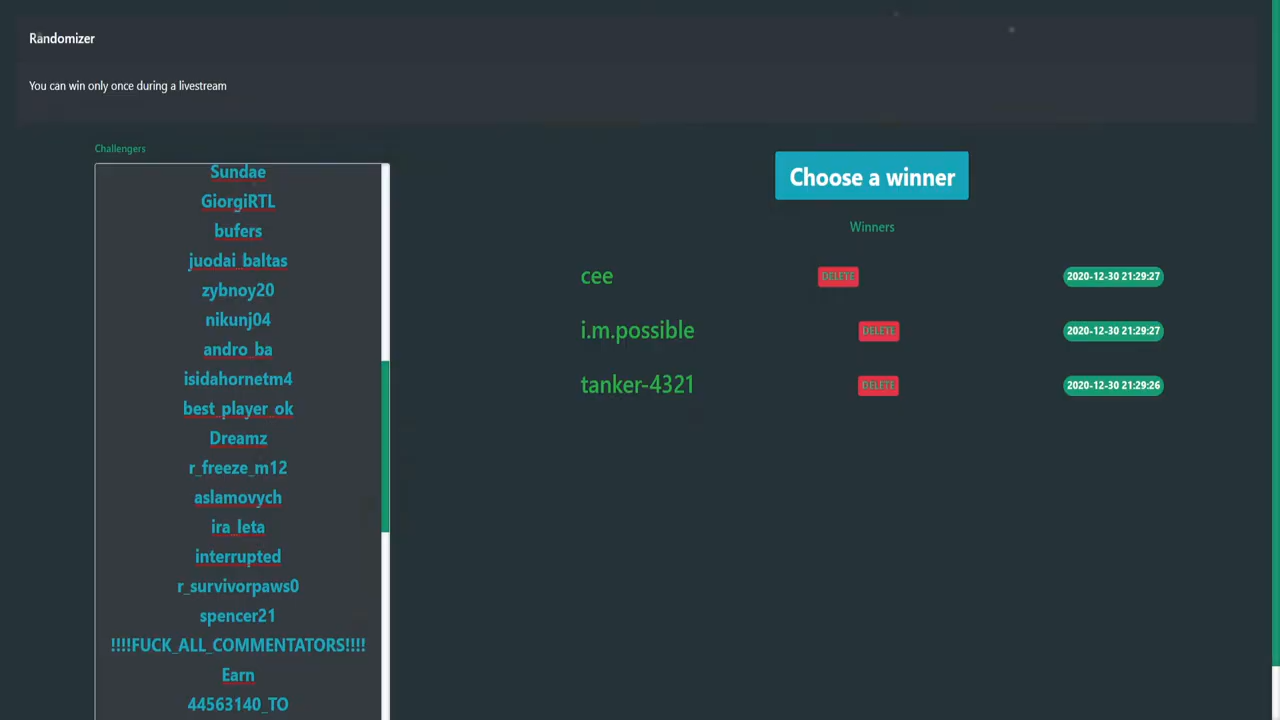 Randomizer
You can win only once during a livestream
Challengers
Sundae
GiorgiRTL
bufers
juodai_baltas
zybnoy20
nikunj04
andro_ba
isidahornetm4
best_player_ok
Dreamz
r_freeze_m12
aslamovych
ira_leta
interrupted
r_survivorpaws0
spencer21
!!!!FUCK_ALL_COMMENTATORS!!!!
Earn
44563140_TO
Choose a winner
Winners
cee DELETE 2020-12-30 21:29:27
i.m.possible DELETE 2020-12-30 21:29:27
tanker-4321 DELETE 2020-12-30 21:29:26